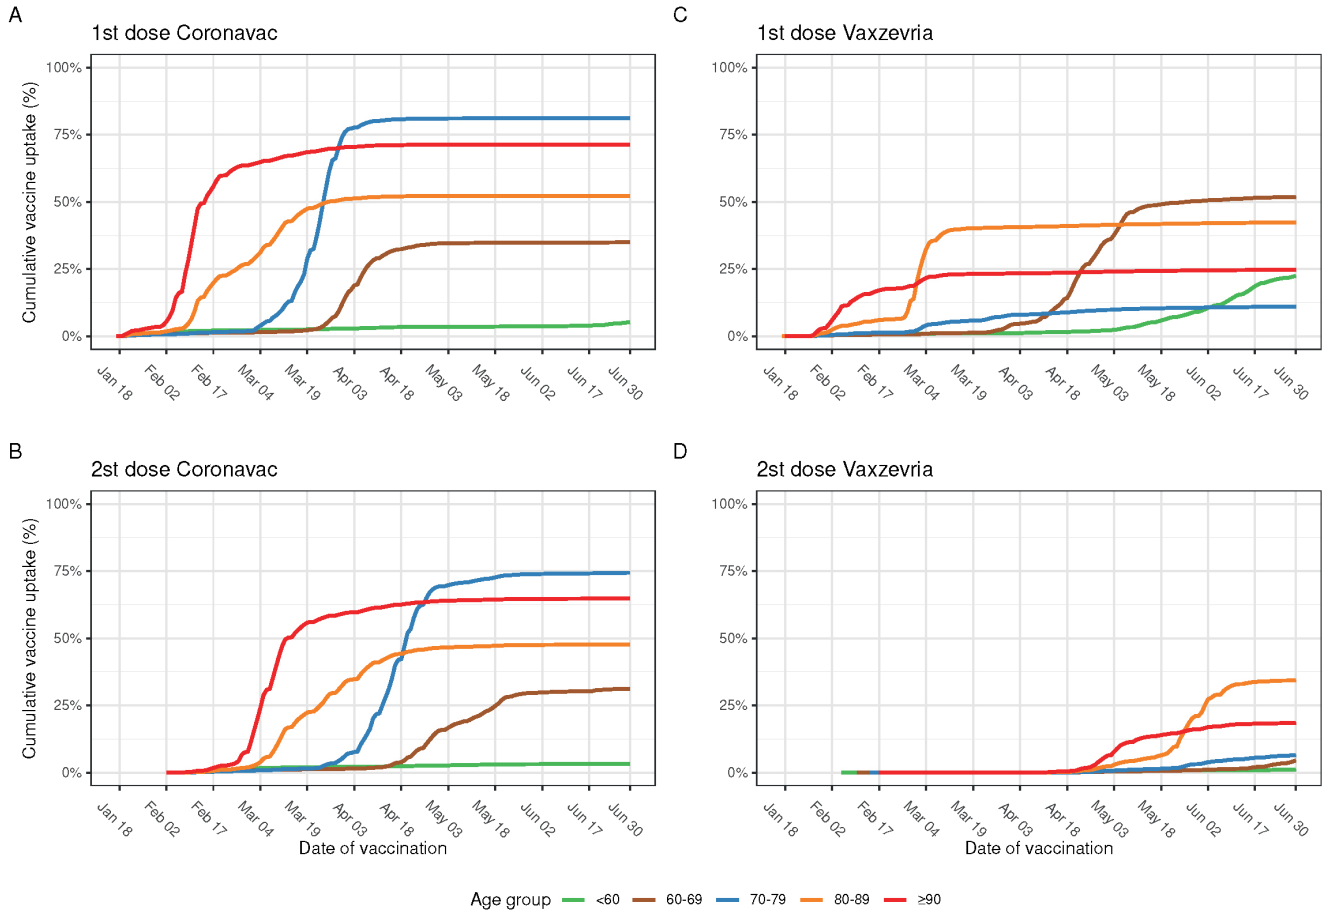 A
1st dose Coronavac
Cumulative vaccine uptake (%)
100%
75%
50%
25%
0%
Jan 18
Feb 02
Feb 17
Mar 04
Mar 19
Apr 03
Apr 18
May 03
May 18
Jun 02
Jun 17
Jun 30
C
1st dose Vaxzevria
100%
75%
50%
25%
0%
Jan 18
Feb 02
Feb 17
Mar 04
Mar 19
Apr 03
Apr 18
May 03
May 18
Jun 02
Jun 17
Jun 30
B
2st dose Coronavac
Cumulative vaccine uptake (%)
100%
75%
50%
25%
0%
Jan 18
Feb 02
Feb 17
Mar 04
Mar 19
Apr 03
Apr 18
May 03
May 18
Jun 02
Jun 17
Jun 30
Date of vaccination
D
2st dose Vaxzevria
100%
75%
50%
25%
0%
Jan 18
Feb 02
Feb 17
Mar 04
Mar 19
Apr 03
Apr 18
May 03
May 18
Jun 02
Jun 17
Jun 30
Date of vaccination
Age group <60 60-69 70-79 80-89 ≥90